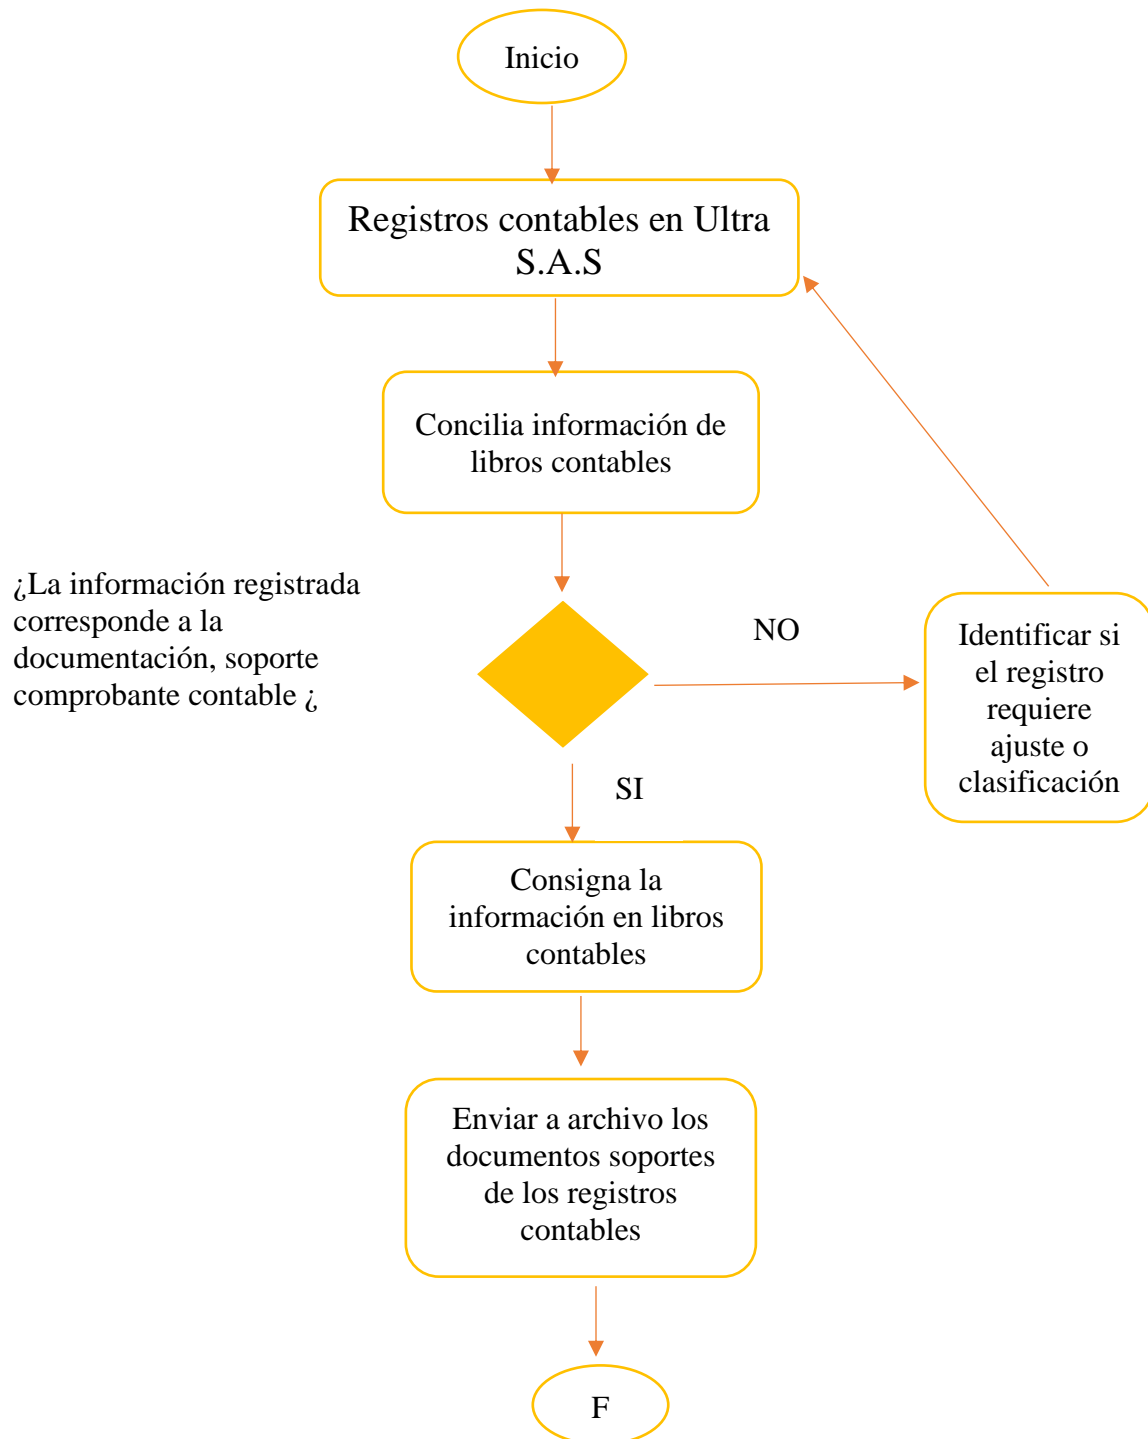 Inicio
Registros contables en Ultra
S.A.S
Concilia información de
libros contables
¿La información registrada
corresponde a la
documentación, soporte
comprobante contable ¿
NO
Identificar si
el registro
requiere
ajuste o
clasificación
SI
Consigna la
información en libros
contables
Enviar a archivo los
documentos soportes
de los registros
contables
F